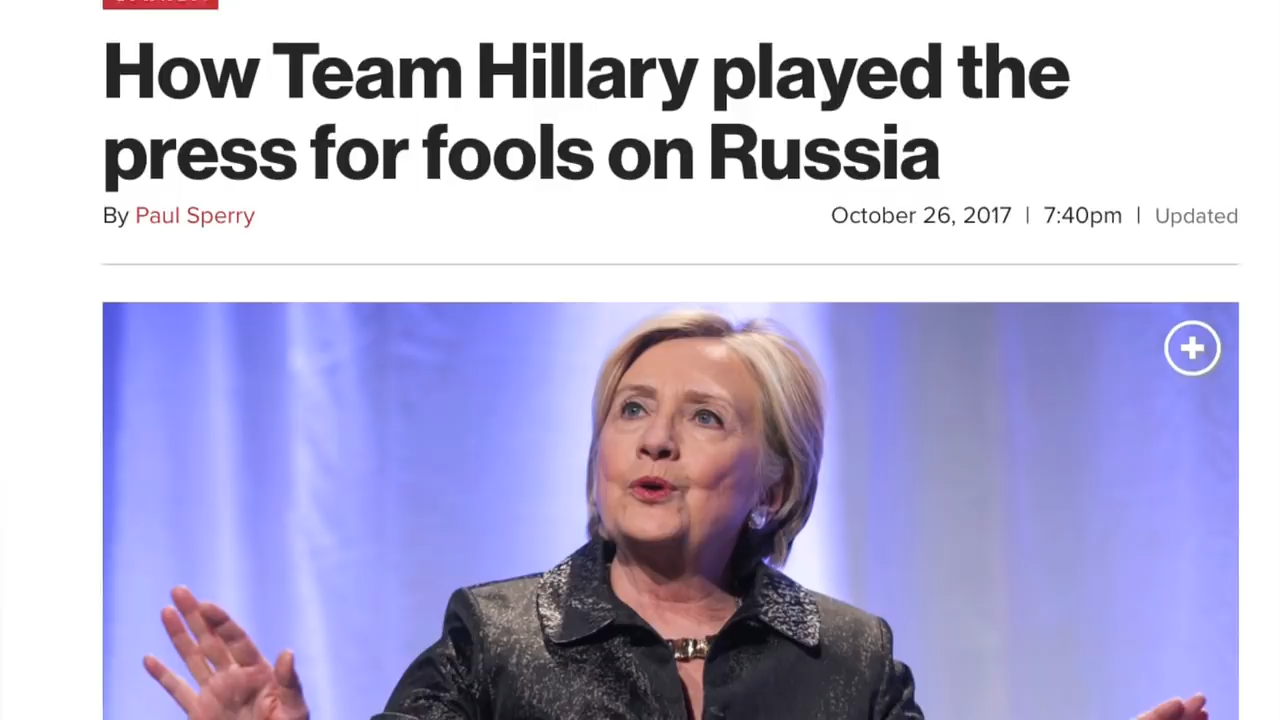 How Team Hillary played the
press for fools on Russia
By Paul Sperry October 26, 2017 | 7:40pm | Updated